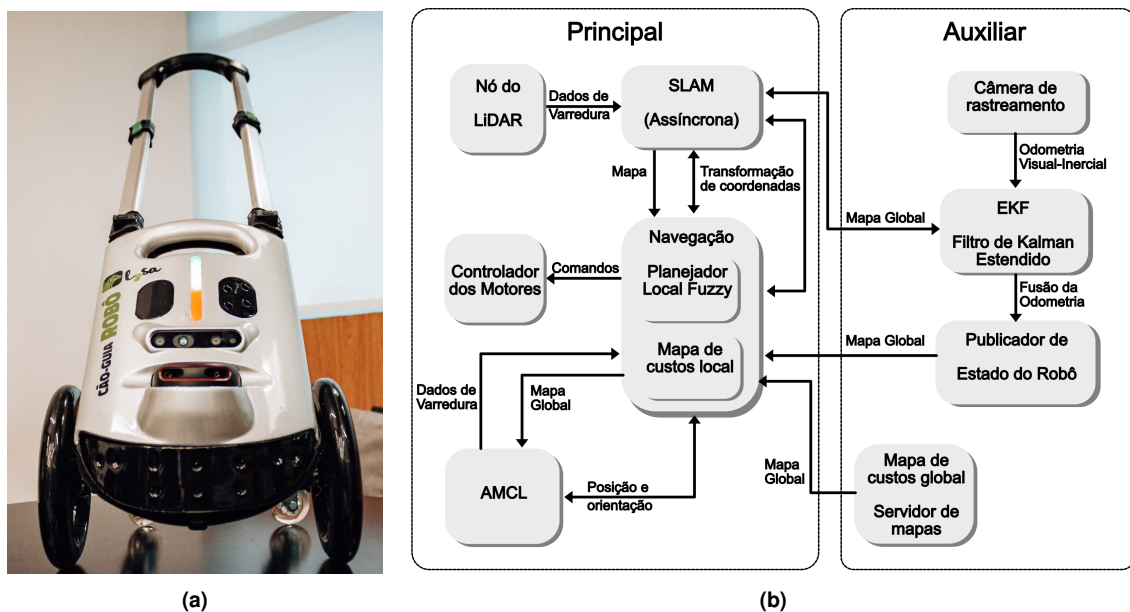 CÃO-GUIA ROBÔ
Lysa
(a)
Principal
Nó do
LiDAR
Dados de
Varredura
SLAM
(Assíncrona)
Mapa
Transformação
de coordenadas
Navegação
Planejador
Local Fuzzy
Mapa de
custos local
Comandos
Controlador
dos Motores
Dados de
Varredura
Mapa
Global
AMCL
Posição e
orientação
Auxiliar
Câmera de
rastreamento
Odometria
Visual-Inercial
Mapa Global
EKF
Filtro de Kalman
Estendido
Fusão da
Odometria
Mapa Global
Publicador de
Estado do Robô
Mapa
Global
Mapa de
custos global
Servidor de
mapas
(b)